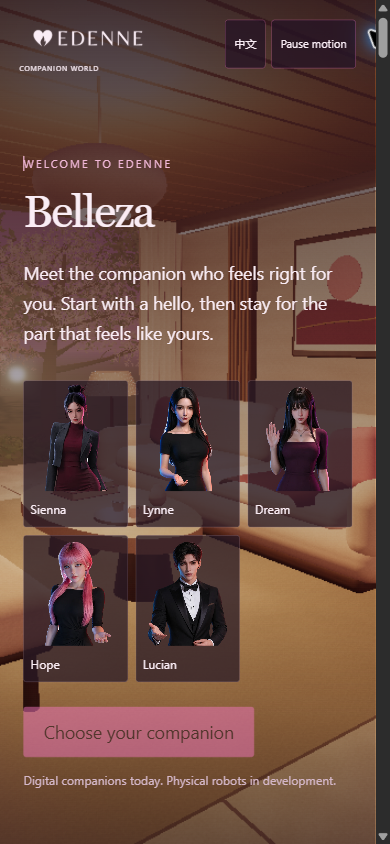 EDENNE
COMPANION WORLD
中文
Pause motion
WELCOME TO EDENNE
Belleza
Meet the companion who feels right for
you. Start with a hello, then stay for the
part that feels like yours.
Sienna
Lynne
Dream
Hope
Lucian
Choose your companion
Digital companions today. Physical robots in development.